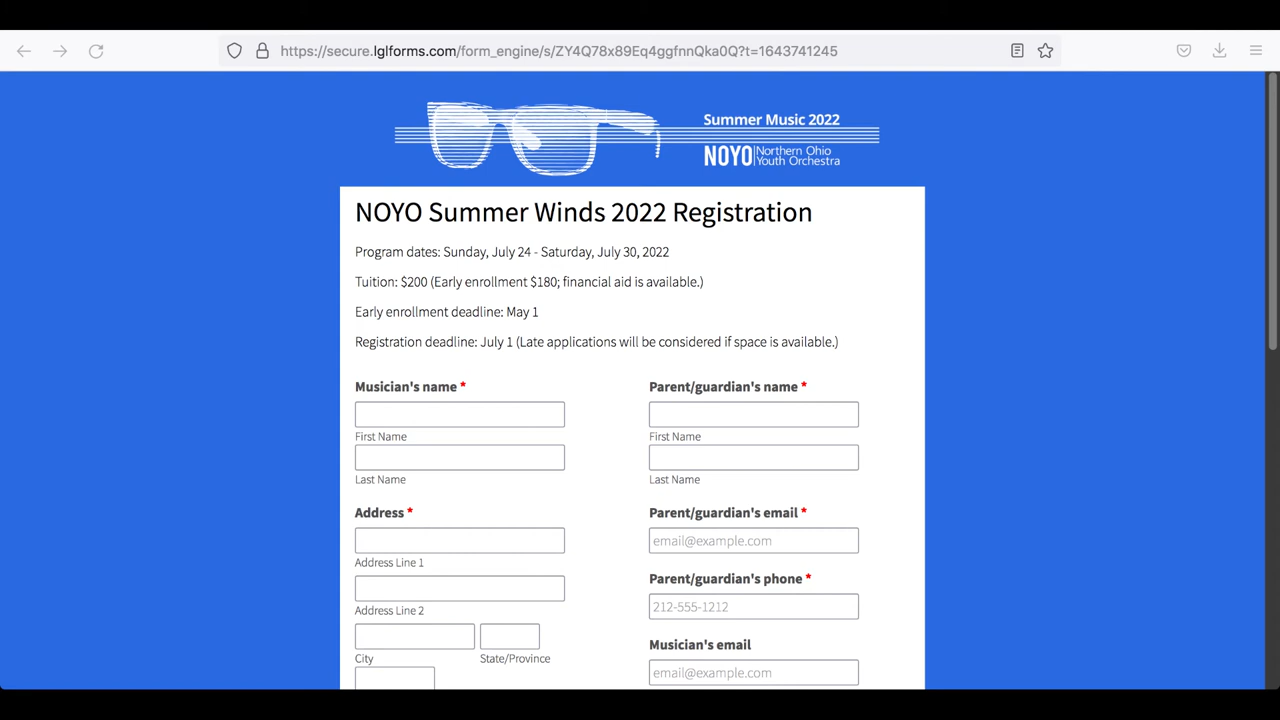 https://secure.lglforms.com/form_engine/s/ZY4Q78x89Eq4ggfnnQka0Q?t=1643741245
Summer Music 2022
NOYO Northern Ohio
Youth Orchestra
NOYO Summer Winds 2022 Registration
Program dates: Sunday, July 24 - Saturday, July 30, 2022
Tuition: $200 (Early enrollment $180; financial aid is available.)
Early enrollment deadline: May 1
Registration deadline: July 1 (Late applications will be considered if space is available.)
Musician's name *
First Name
Last Name
Address *
Address Line 1
Address Line 2
City State/Province
Parent/guardian's name *
First Name
Last Name
Parent/guardian's email *
email@example.com
Parent/guardian's phone *
212-555-1212
Musician's email
email@example.com